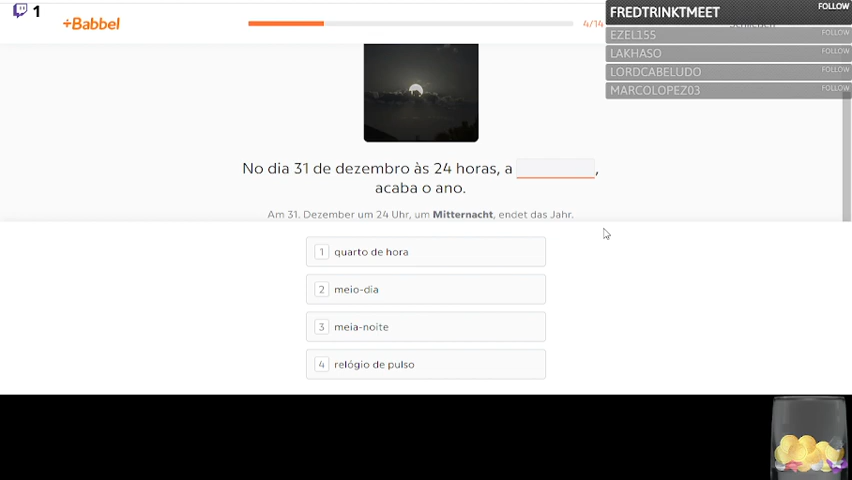 1
+Babbel
4/14
FREDTRINKTMEET FOLLOW
EZEL155 FOLLOW
LAKHASO FOLLOW
LORDCABELUDO FOLLOW
MARCOLOPEZ03 FOLLOW
No dia 31 de dezembro às 24 horas, a ,
acaba o ano.
Am 31. Dezember um 24 Uhr, um Mitternacht, endet das Jahr.
1 quarto de hora
2 meio-dia
3 meia-noite
4 relógio de pulso